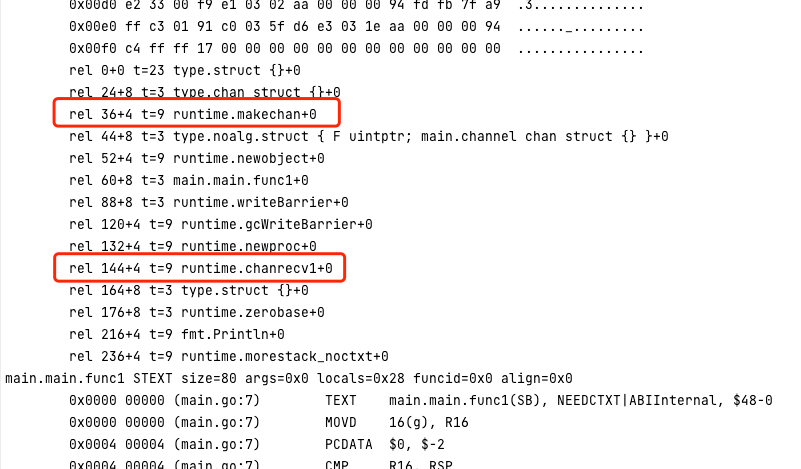 0x00d0 e2 33 00 f9 e1 03 02 aa 00 00 00 94 fd fb 7f a9  .3..............
0x00e0 ff c3 01 91 c0 03 5f d6 e3 03 1e aa 00 00 00 94  ......_.........
0x00f0 c4 ff ff 17 00 00 00 00 00 00 00 00 00 00 00 00  ................
rel 0+0 t=23 type.struct {}+0
rel 24+8 t=3 type.chan struct {}+0
rel 36+4 t=9 runtime.makechan+0
rel 44+8 t=3 type.noalg.struct { F uintptr; main.channel chan struct {} }+0
rel 52+4 t=9 runtime.newobject+0
rel 60+8 t=3 main.main.func1+0
rel 88+8 t=3 runtime.writeBarrier+0
rel 120+4 t=9 runtime.gcWriteBarrier+0
rel 132+4 t=9 runtime.newproc+0
rel 144+4 t=9 runtime.chanrecv1+0
rel 164+8 t=3 type.struct {}+0
rel 176+8 t=3 runtime.zerobase+0
rel 216+4 t=9 fmt.Println+0
rel 236+4 t=9 runtime.morestack_noctxt+0
main.main.func1 STEXT size=80 args=0x0 locals=0x28 funcid=0x0 align=0x0
0x0000 00000 (main.go:7) TEXT main.main.func1(SB), NEEDCTXT|ABIInternal, $48-0
0x0000 00000 (main.go:7) MOVD 16(g), R16
0x0004 00004 (main.go:7) PCDATA $0, $-2
0x0004 00004 (main.go:7) CMP R16, RSP